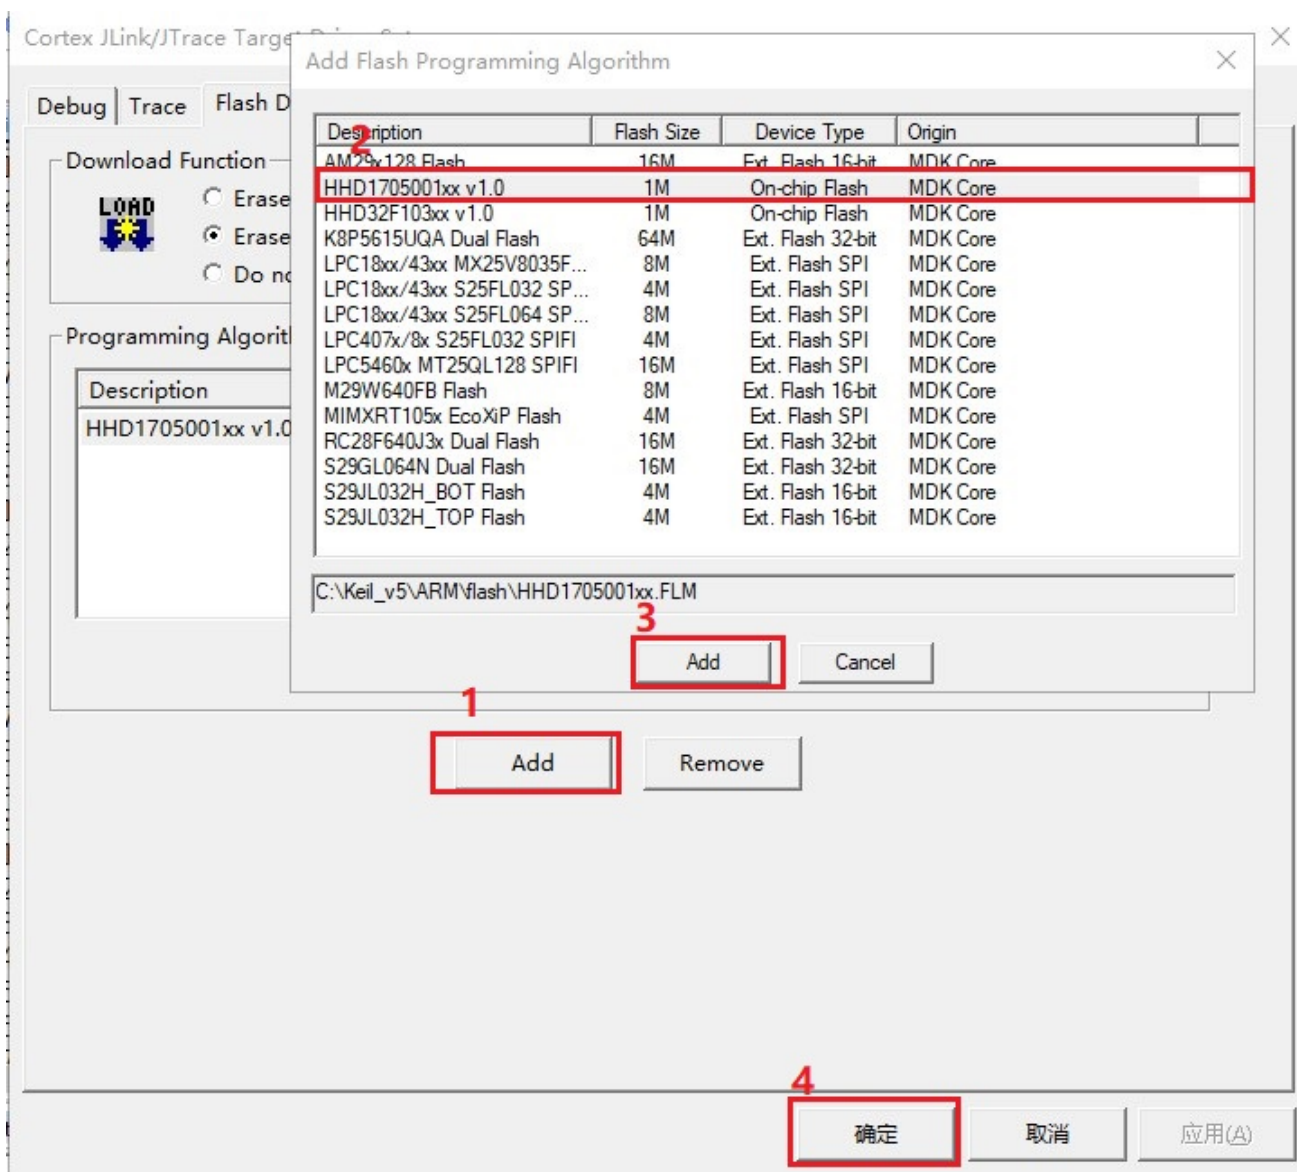 Cortex JLink/JTrace Targe
Add Flash Programming Algorithm
Debug Trace Flash D
Download Function
LOAD
Erase
Erase
Do no
Programming Algorit
Description
HHD1705001xx v1.0
2
Description Flash Size Device Type Origin
AM29x128 Flash 16M Ext. Flash 16-bit MDK Core
HHD1705001xx v1.0 1M On-chip Flash MDK Core
HHD32F103xx v1.0 1M On-chip Flash MDK Core
K8P5615UQA Dual Flash 64M Ext. Flash 32-bit MDK Core
LPC18xx/43xx MX25V8035F... 8M Ext. Flash SPI MDK Core
LPC18xx/43xx S25FL032 SP... 4M Ext. Flash SPI MDK Core
LPC18xx/43xx S25FL064 SP... 8M Ext. Flash SPI MDK Core
LPC407x/8x S25FL032 SPIFI 4M Ext. Flash SPI MDK Core
LPC5460x MT25QL128 SPIFI 16M Ext. Flash SPI MDK Core
M29W640FB Flash 8M Ext. Flash 16-bit MDK Core
MIMXRT105x EcoXiP Flash 4M Ext. Flash SPI MDK Core
RC28F640J3x Dual Flash 16M Ext. Flash 32-bit MDK Core
S29GL064N Dual Flash 16M Ext. Flash 32-bit MDK Core
S29JL032H_BOT Flash 4M Ext. Flash 16-bit MDK Core
S29JL032H_TOP Flash 4M Ext. Flash 16-bit MDK Core
C:\Keil_v5\ARM\flash\HHD1705001xx.FLM
3
Add Cancel
1
Add Remove
4
确定 取消 应用(A)